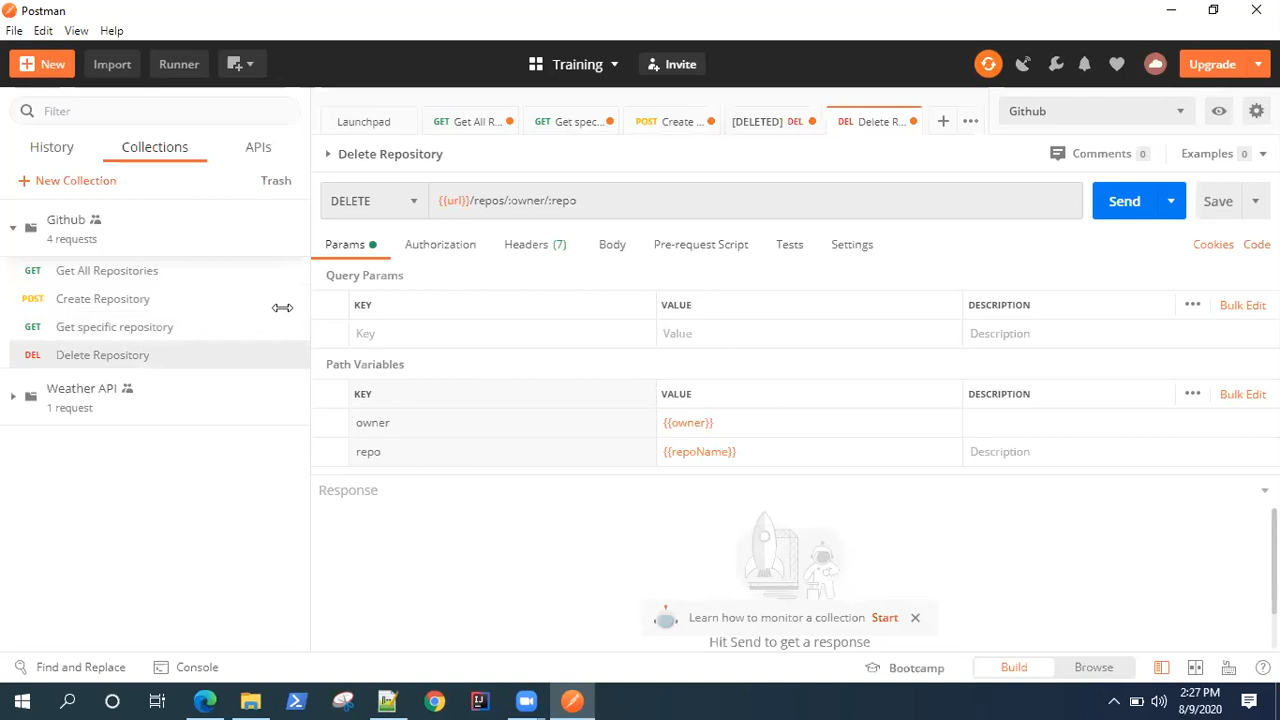 Postman
File Edit View Help
New Import Runner Training Invite Upgrade
Filter
Launchpad GET Get All R... GET Get spec... POST Create ... [DELETED] DEL DEL Delete R... Github
History Collections APIs
Delete Repository Comments 0 Examples 0
+ New Collection Trash
DELETE {{url}}/repos/:owner/:repo Send Save
Github
4 requests
Params Authorization Headers (7) Body Pre-request Script Tests Settings Cookies Code
GET Get All Repositories
Query Params
POST Create Repository
KEY VALUE DESCRIPTION Bulk Edit
GET Get specific repository
Key Value Description
DEL Delete Repository
Path Variables
Weather API
1 request
KEY VALUE DESCRIPTION Bulk Edit
owner {{owner}}
repo {{repoName}} Description
Response
Learn how to monitor a collection Start
Hit Send to get a response
Find and Replace Console Bootcamp Build Browse
2:27 PM
8/9/2020